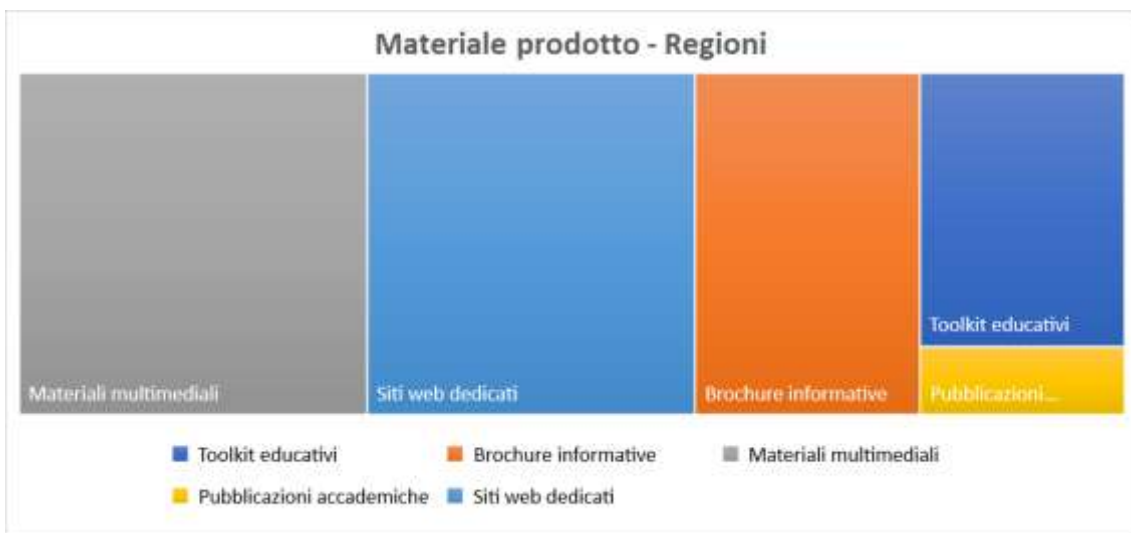 Materiale prodotto - Regioni
Materiali multimediali
Siti web dedicati
Brochure informative
Toolkit educativi
Pubblicazioni...
Toolkit educativi
Brochure informative
Materiali multimediali
Pubblicazioni accademiche
Siti web dedicati